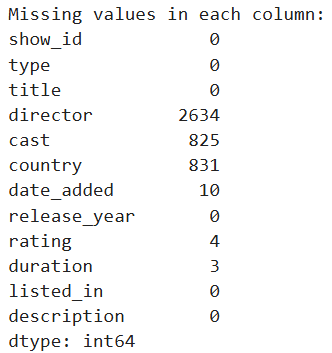 Missing values in each column:
show_id 0
type 0
title 0
director 2634
cast 825
country 831
date_added 10
release_year 0
rating 4
duration 3
listed_in 0
description 0
dtype: int64